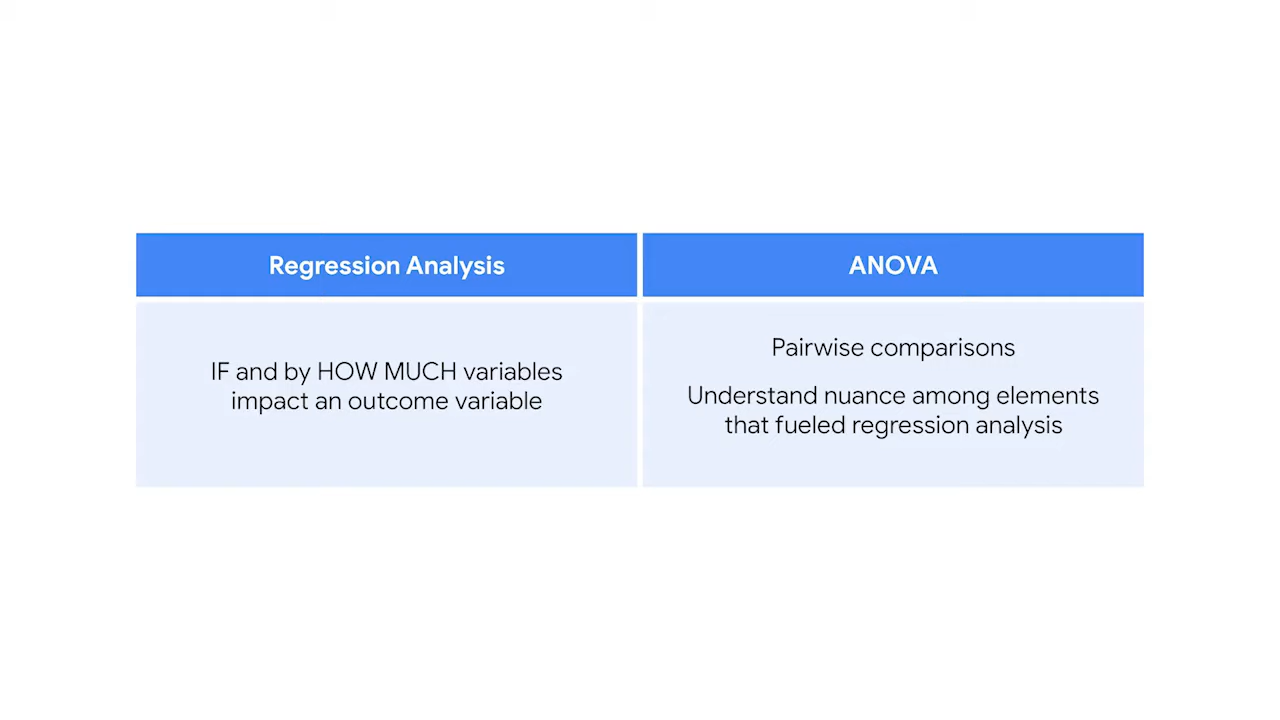 Regression Analysis
ANOVA
IF and by HOW MUCH variables
impact an outcome variable
Pairwise comparisons
Understand nuance among elements
that fueled regression analysis